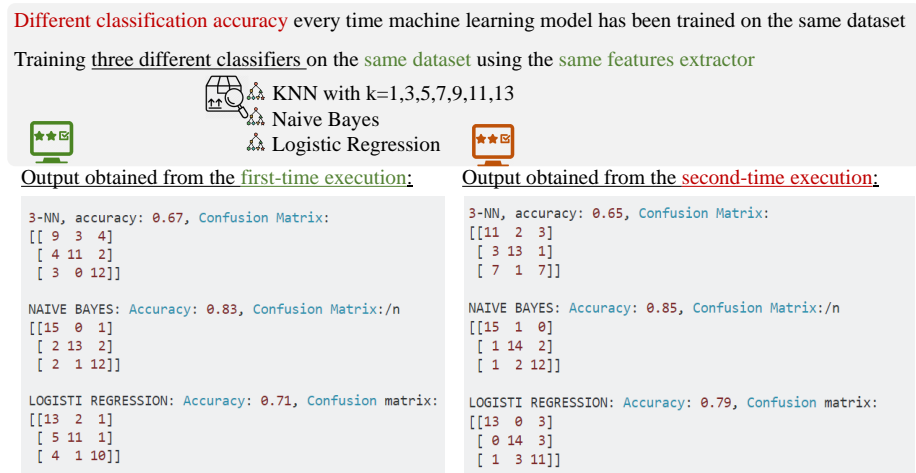 Different classification accuracy every time machine learning model has been trained on the same dataset
Training three different classifiers on the same dataset using the same features extractor
KNN with k=1,3,5,7,9,11,13
Naive Bayes
Logistic Regression
Output obtained from the first-time execution:
3-NN, accuracy: 0.67, Confusion Matrix:
[[ 9 3 4]
[ 4 11 2]
[ 3 0 12]]
NAIVE BAYES: Accuracy: 0.83, Confusion Matrix:/n
[[15 0 1]
[ 2 13 2]
[ 2 1 12]]
LOGISTI REGRESSION: Accuracy: 0.71, Confusion matrix:
[[13 2 1]
[ 5 11 1]
[ 4 1 10]]
Output obtained from the second-time execution:
3-NN, accuracy: 0.65, Confusion Matrix:
[[11 2 3]
[ 3 13 1]
[ 7 1 7]]
NAIVE BAYES: Accuracy: 0.85, Confusion Matrix:/n
[[15 1 0]
[ 1 14 2]
[ 1 2 12]]
LOGISTI REGRESSION: Accuracy: 0.79, Confusion matrix:
[[13 0 3]
[ 0 14 3]
[ 1 3 11]]